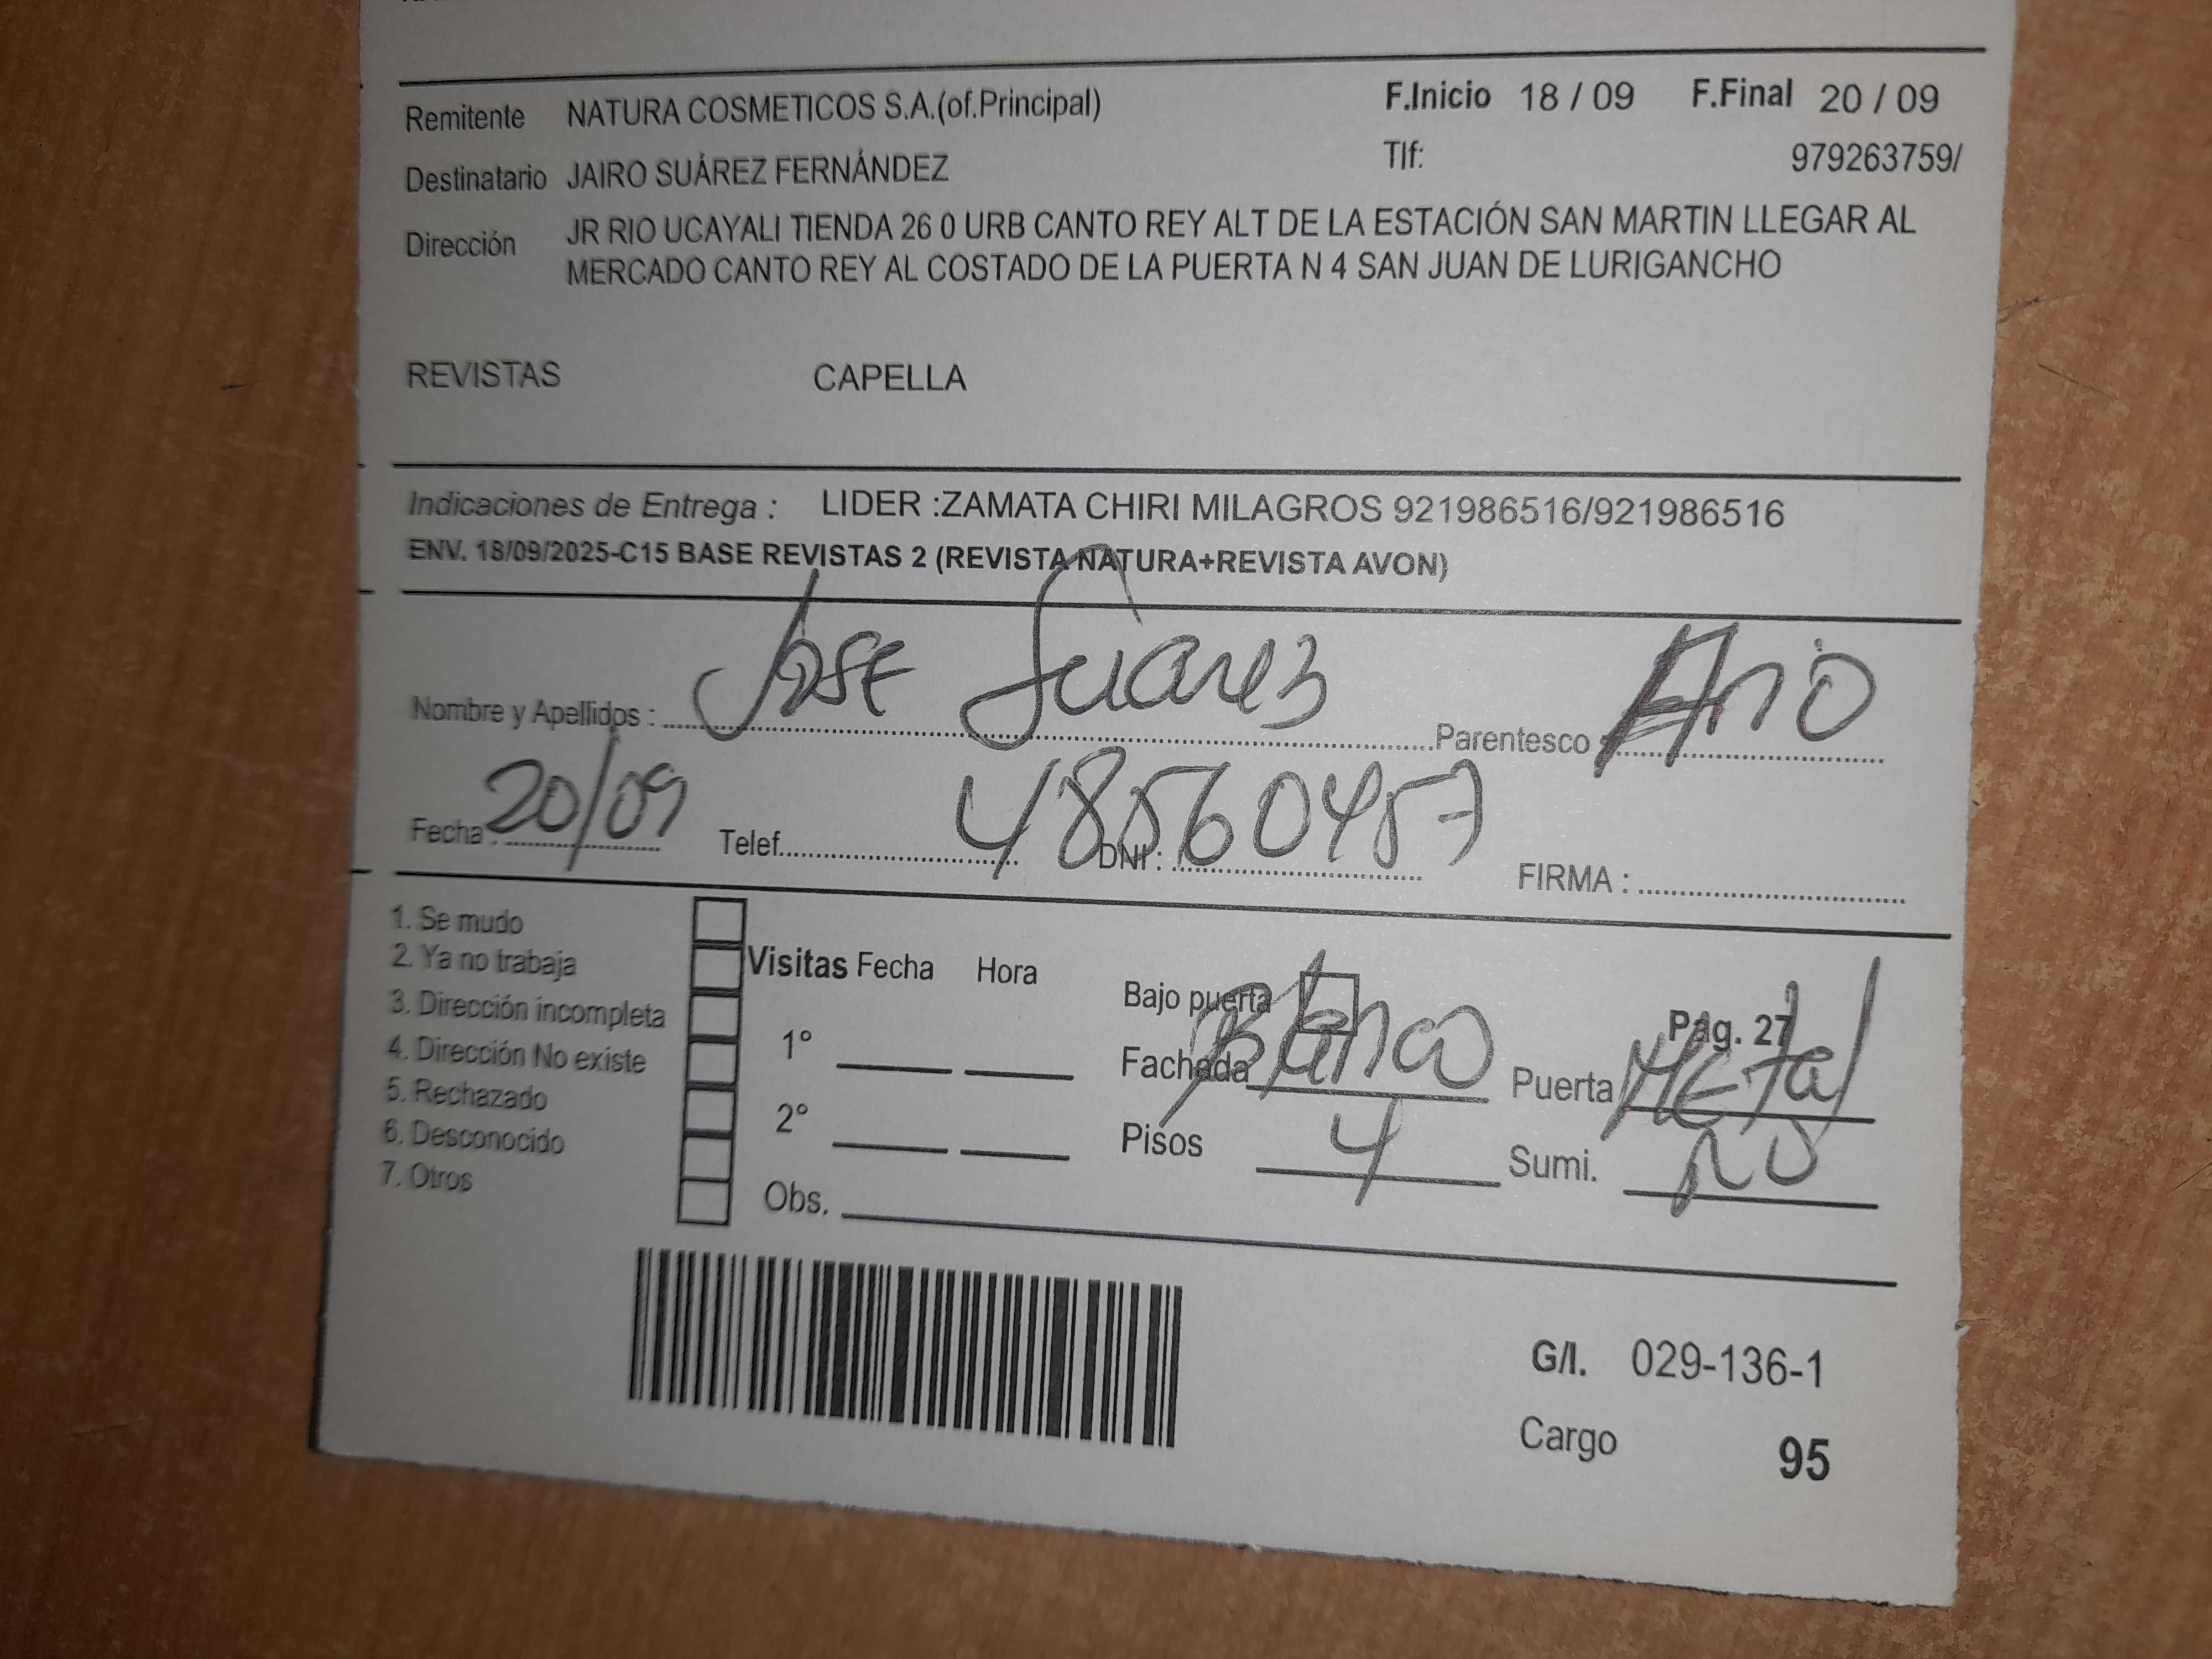 Remitente NATURA COSMETICOS S.A.(of.Principal) F.Inicio 18 / 09 F.Final 20 / 09
Destinatario JAIRO SUÁREZ FERNÁNDEZ Tlf: 979263759/
Dirección JR RIO UCAYALI TIENDA 26 0 URB CANTO REY ALT DE LA ESTACIÓN SAN MARTIN LLEGAR AL
MERCADO CANTO REY AL COSTADO DE LA PUERTA N 4 SAN JUAN DE LURIGANCHO
REVISTAS CAPELLA
Indicaciones de Entrega : LIDER :ZAMATA CHIRI MILAGROS 921986516/921986516
ENV. 18/09/2025-C15 BASE REVISTAS 2 (REVISTA NATURA+REVISTA AVON)
Nombre y Apellidos : JOSE Suarez Parentesco
Fecha : 20/09 Telef. DNI : 48560457 FIRMA :
1. Se mudo
2. Ya no trabaja Visitas Fecha Hora Bajo puerta
3. Dirección incompleta 1° Fachada Blanco Pág. 27
4. Dirección No existe Puerta METal
5. Rechazado 2° Pisos 4 Sumi. NO
6. Desconocido
7. Otros Obs.
G/I. 029-136-1
Cargo 95